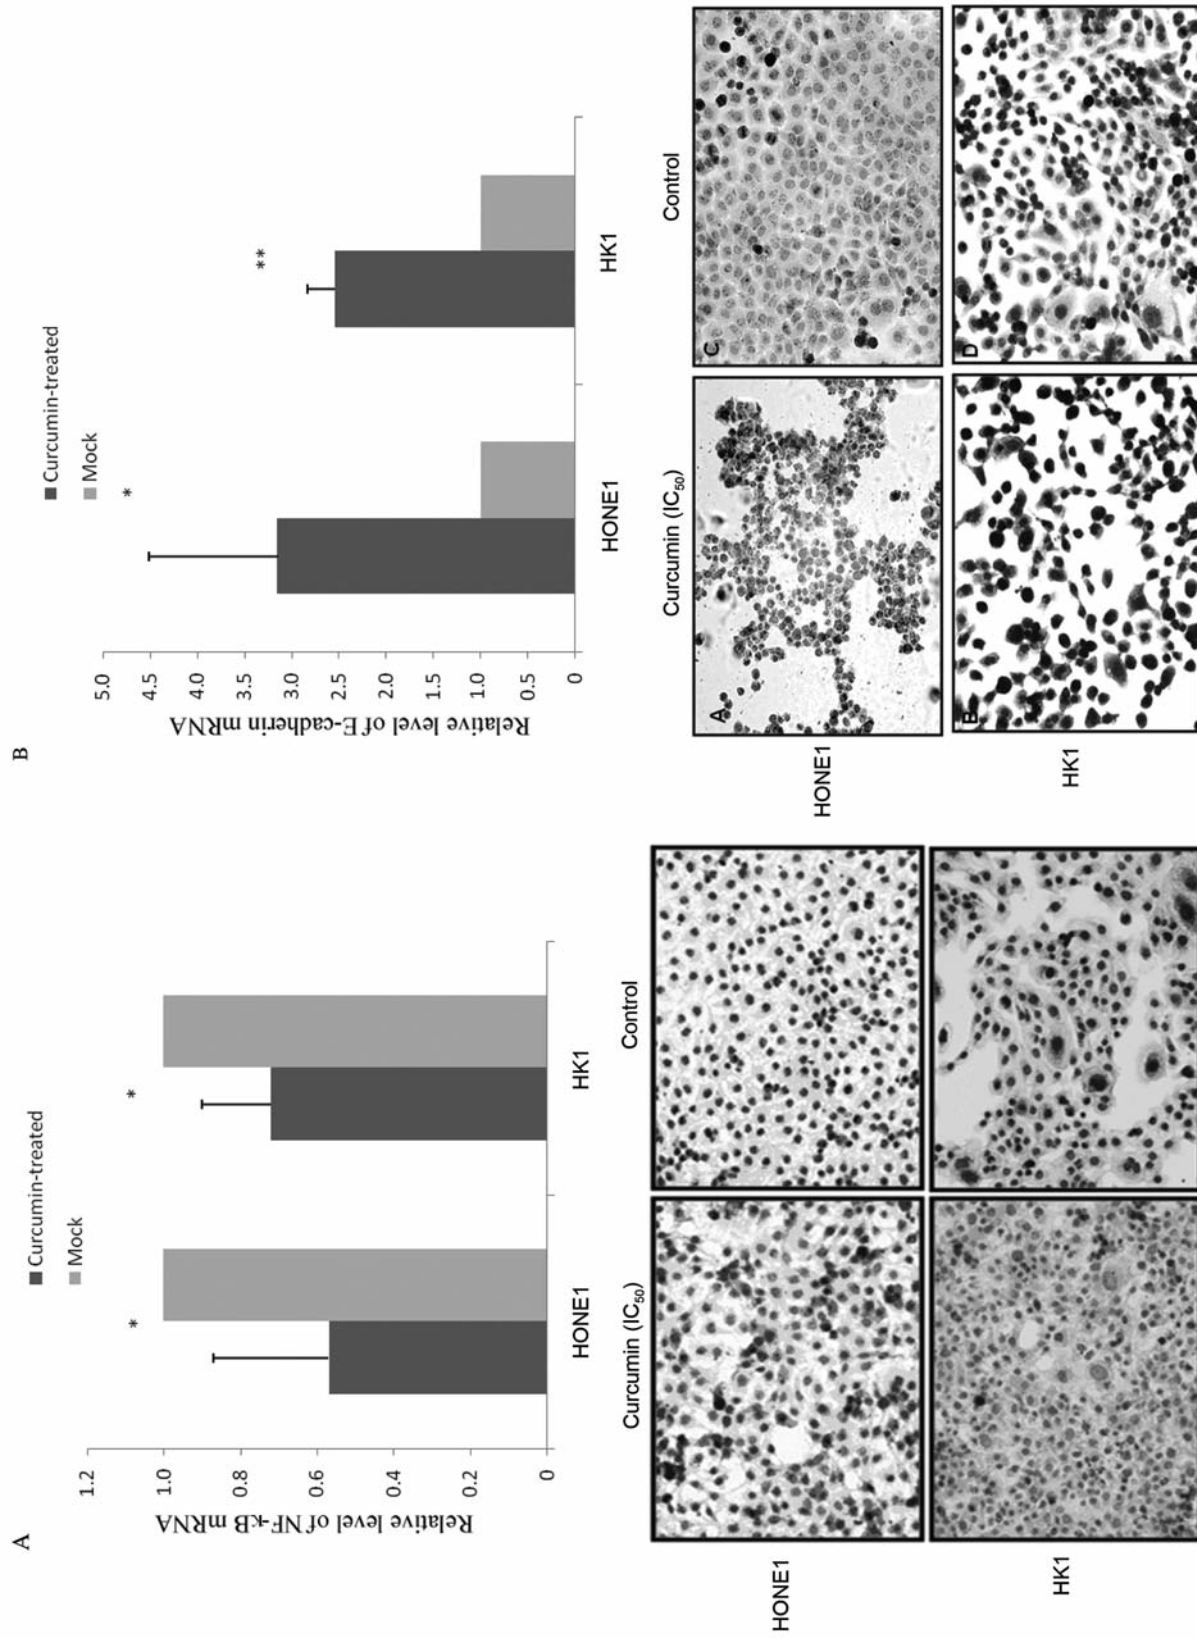 A
Curcumin-treated
Mock
Relative level of NF-κB mRNA
1.2
1.0
0.8
0.6
0.4
0.2
0
*
*
HONE1
HK1
Curcumin (IC50)
Control
HONE1
HK1
B
Curcumin-treated
Mock
Relative level of E-cadherin mRNA
5.0
4.5
4.0
3.5
3.0
2.5
2.0
1.5
1.0
0.5
0
*
**
HONE1
HK1
Curcumin (IC50)
Control
HONE1
A
C
HK1
B
D